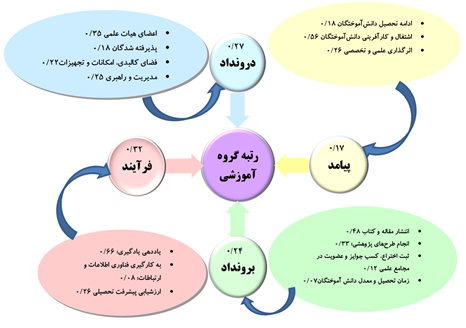 ۰/۲۷
درونداد
اعضای هیات علمی ۰/۳۵
پذیرفته شدگان ۰/۱۸
فضای کالبدی، امکانات و تجهیزات۰/۲۲
مدیریت و راهبری ۰/۲۵
ادامه تحصیل دانش‌آموختگان ۰/۱۸
اشتغال و کارآفرینی دانش‌آموختگان ۰/۵۶
اثرگذاری علمی و تخصصی ۰/۲۶
۰/۱۷
پیامد
رتبه گروه
آموزشی
۰/۳۲
فرآیند
۰/۲۴
برونداد
انتشار مقاله و کتاب ۰/۴۸
انجام طرح‌های پژوهشی: ۰/۳۳
ثبت اختراع، کسب جوایز و عضویت در
مجامع علمی ۰/۱۲
زمان تحصیل و معدل دانش آموختگان۰/۰۷
یاددهی یادگیری: ۰/۶۶
به کارگیری فناوری اطلاعات و
ارتباطات: ۰/۰۸
ارزشیابی پیشرفت تحصیلی ۰/۲۶